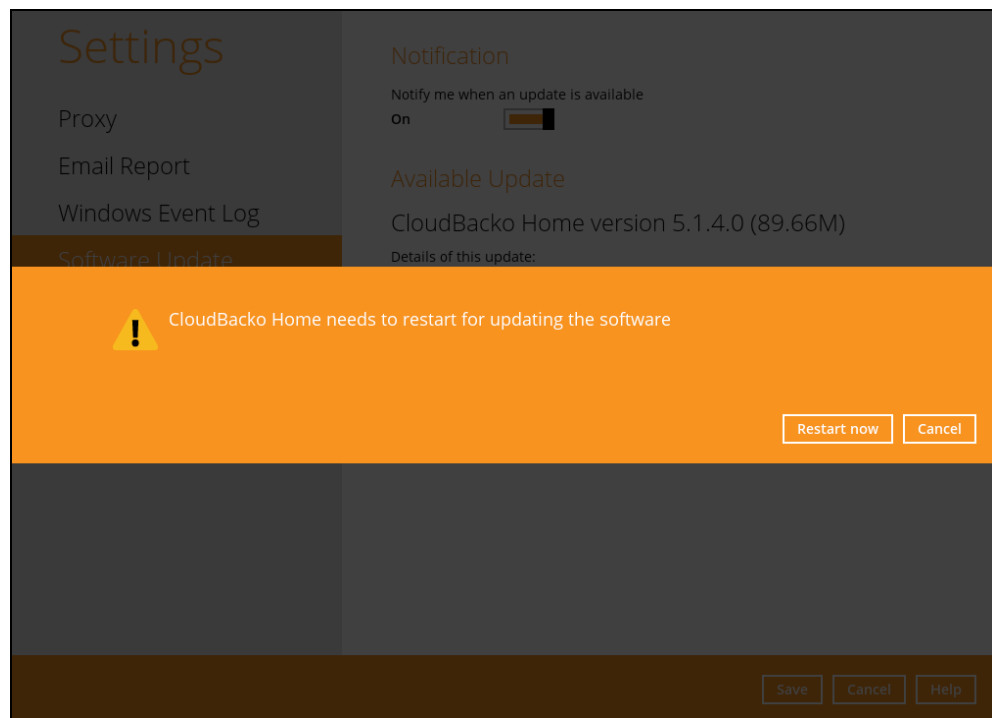 Settings
Proxy
Email Report
Windows Event Log
Software Update
Notification
Notify me when an update is available
On
Available Update
CloudBacko Home version 5.1.4.0 (89.66M)
Details of this update:
CloudBacko Home needs to restart for updating the software
Restart now Cancel
Save Cancel Help